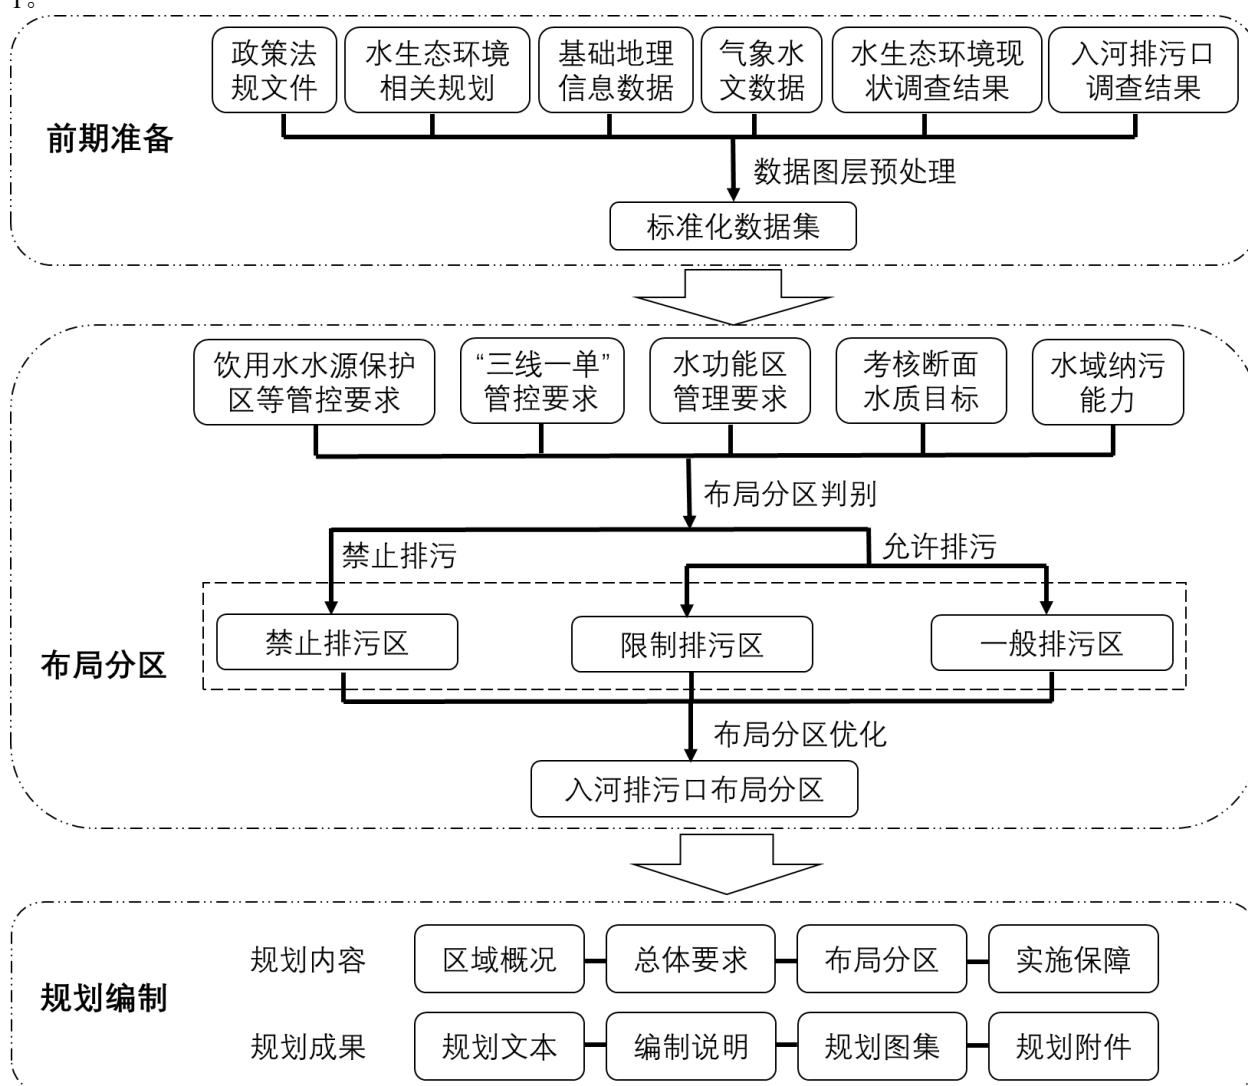 1。
政策法
规文件
水生态环境
相关规划
基础地理
信息数据
气象水
文数据
水生态环境现
状调查结果
入河排污口
调查结果
前期准备
数据图层预处理
标准化数据集
饮用水水源保护
区等管控要求
“三线一单”
管控要求
水功能区
管理要求
考核断面
水质目标
水域纳污
能力
布局分区判别
禁止排污
允许排污
禁止排污区
限制排污区
一般排污区
布局分区
布局分区优化
入河排污口布局分区
规划内容
区域概况
总体要求
布局分区
实施保障
规划编制
规划成果
规划文本
编制说明
规划图集
规划附件